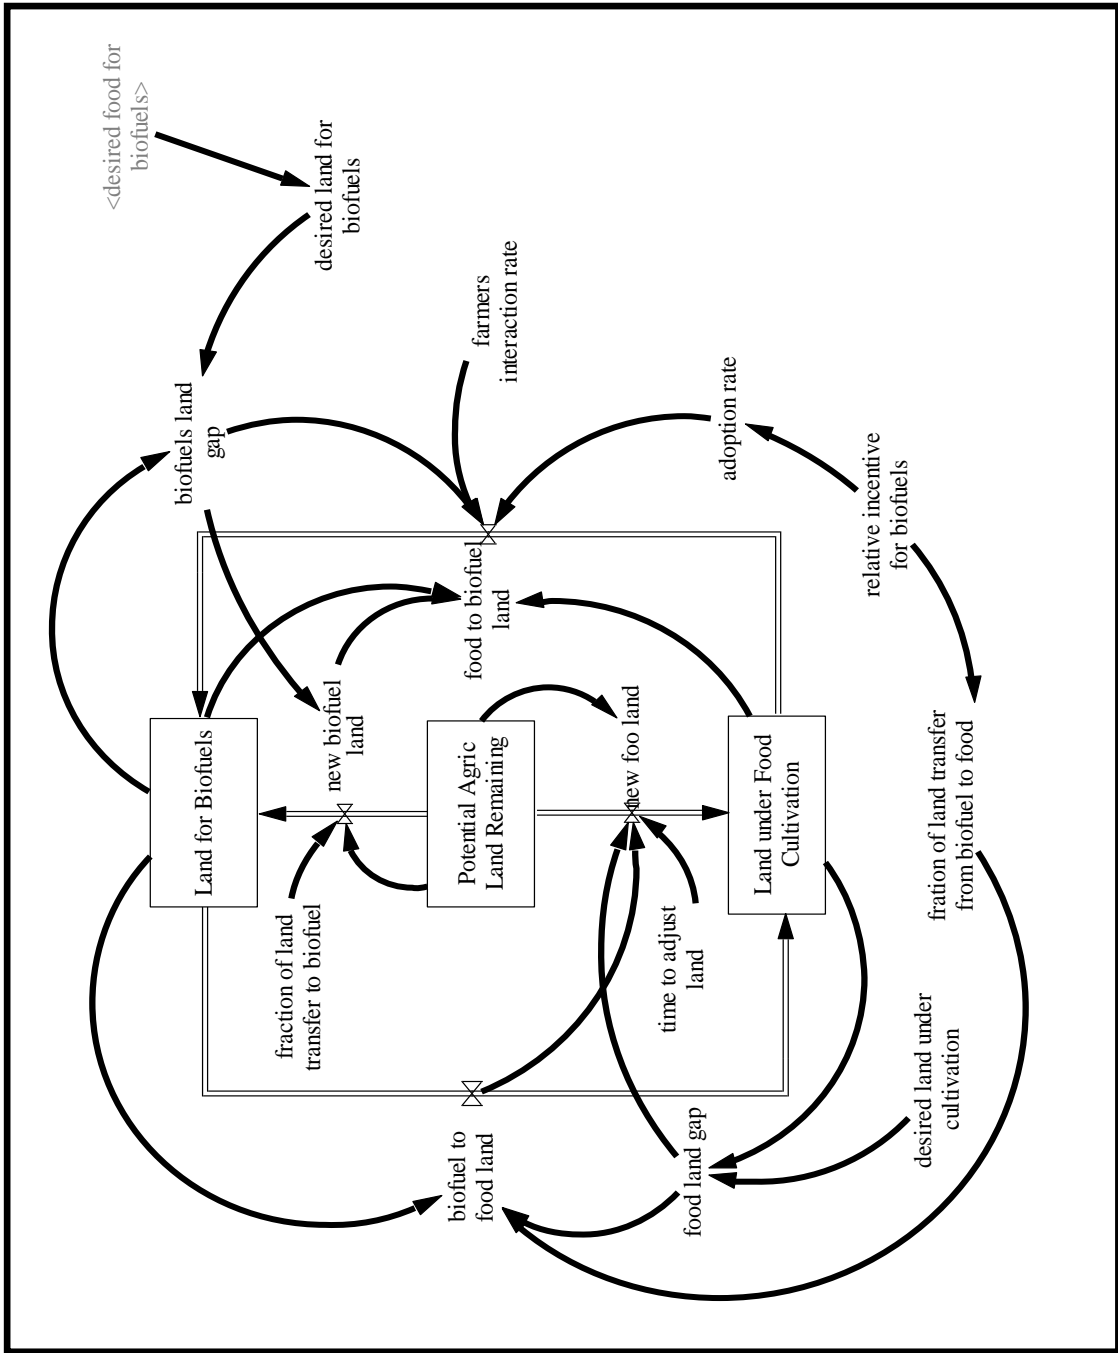 <desired food for
biofuels>
desired land for
biofuels
biofuels land
gap
farmers
interaction rate
adoption rate
relative incentive
for biofuels
food to biofuel
land
new biofuel
land
Land for Biofuels
Potential Agric
Land Remaining
new foo land
Land under Food
Cultivation
fration of land transfer
from biofuel to food
fraction of land
transfer to biofuel
time to adjust
land
desired land under
cultivation
food land gap
biofuel to
food land